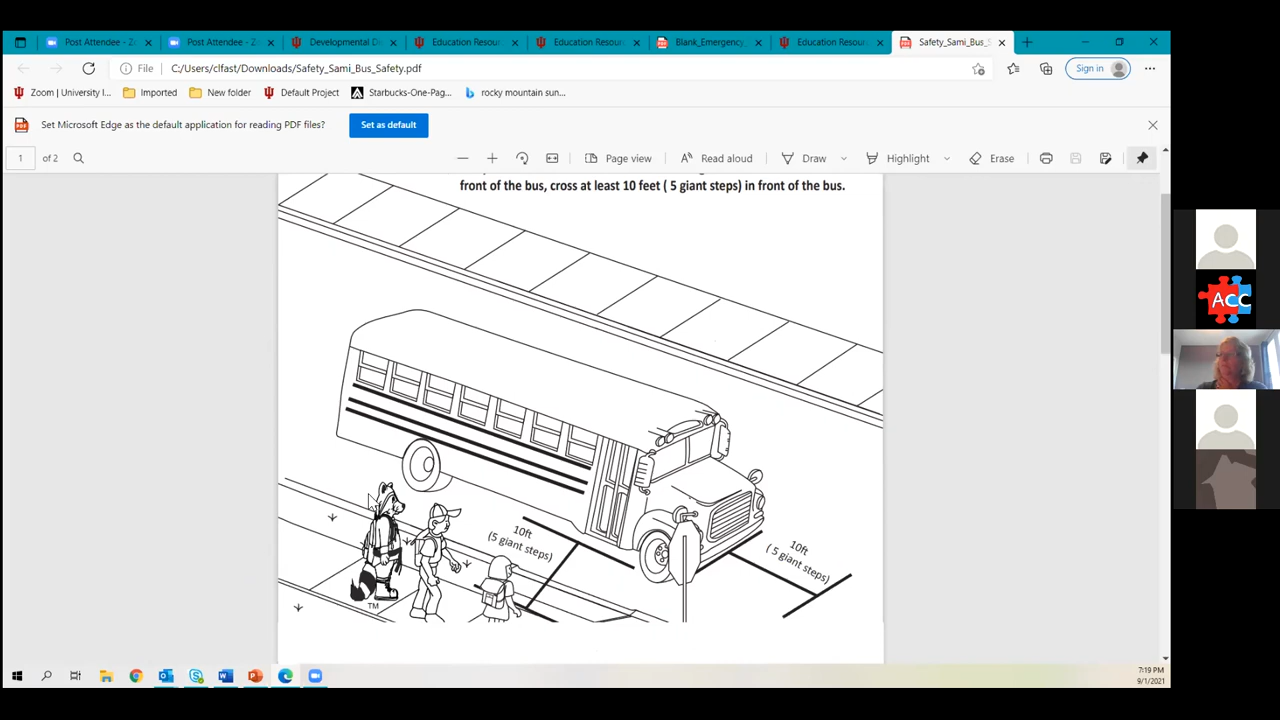 Post Attendee - Z
Post Attendee - Z
Developmental Di
Education Resour
Education Resour
Blank_Emergency_
Education Resour
Safety_Sami_Bus_S
File
C:/Users/clfast/Downloads/Safety_Sami_Bus_Safety.pdf
Sign in
Zoom | University I...
Imported
New folder
Default Project
Starbucks-One-Pag...
rocky mountain sun...
Set Microsoft Edge as the default application for reading PDF files?
Set as default
1 of 2
Page view
Read aloud
Draw
Highlight
Erase
front of the bus, cross at least 10 feet ( 5 giant steps) in front of the bus.
10ft
(5 giant steps)
10ft
( 5 giant steps)
TM
ACC
7:19 PM
9/1/2021